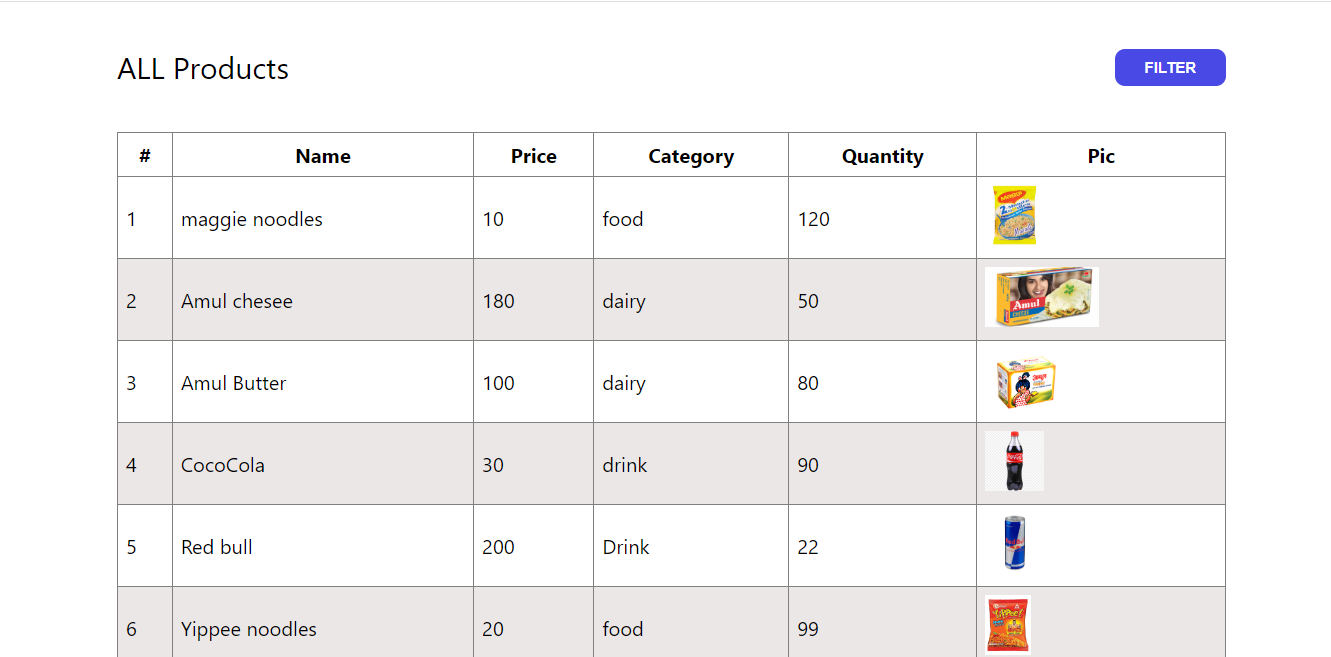 ALL Products
FILTER
# Name Price Category Quantity Pic
1 maggie noodles 10 food 120
2 Amul chesee 180 dairy 50
Amul
3 Amul Butter 100 dairy 80
4 CocoCola 30 drink 90
5 Red bull 200 Drink 22
6 Yippee noodles 20 food 99